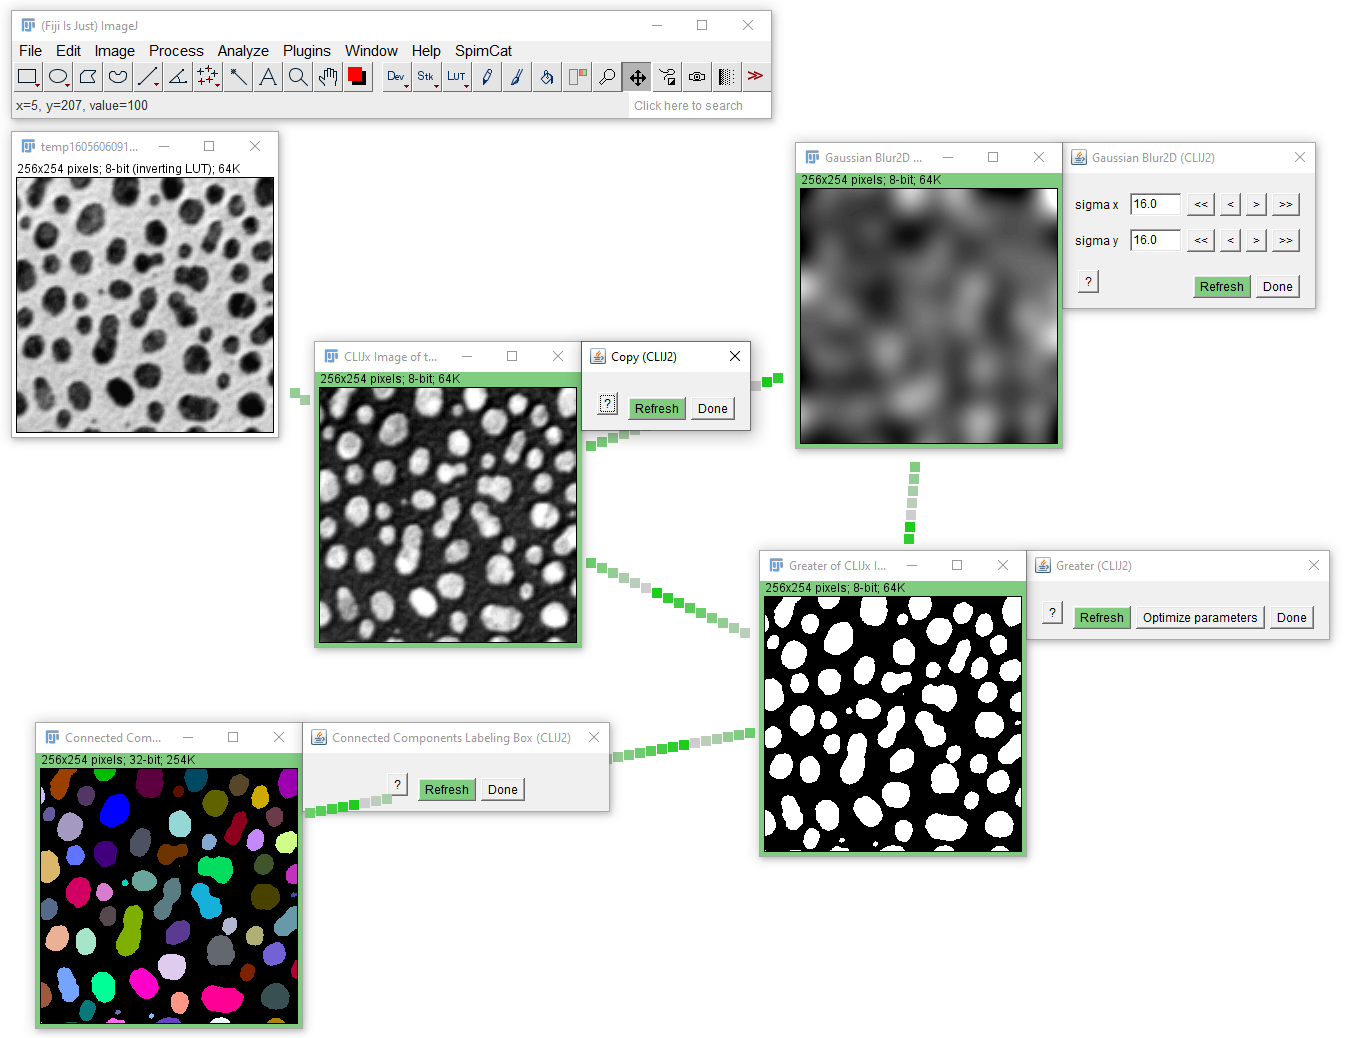 (Fiji Is Just) ImageJ
File Edit Image Process Analyze Plugins Window Help SpimCat
Dev Stk LUT
x=5, y=207, value=100
Click here to search
temp1605606091...
256x254 pixels; 8-bit (inverting LUT); 64K
Gaussian Blur2D ...
256x254 pixels; 8-bit; 64K
Gaussian Blur2D (CLIJ2)
sigma x 16.0 << < > >>
sigma y 16.0 << < > >>
?
Refresh Done
CLIJx Image of t...
256x254 pixels; 8-bit; 64K
Copy (CLIJ2)
? Refresh Done
Greater of CLIJx I...
256x254 pixels; 8-bit; 64K
Greater (CLIJ2)
? Refresh Optimize parameters Done
Connected Com...
256x254 pixels; 32-bit; 254K
Connected Components Labeling Box (CLIJ2)
? Refresh Done